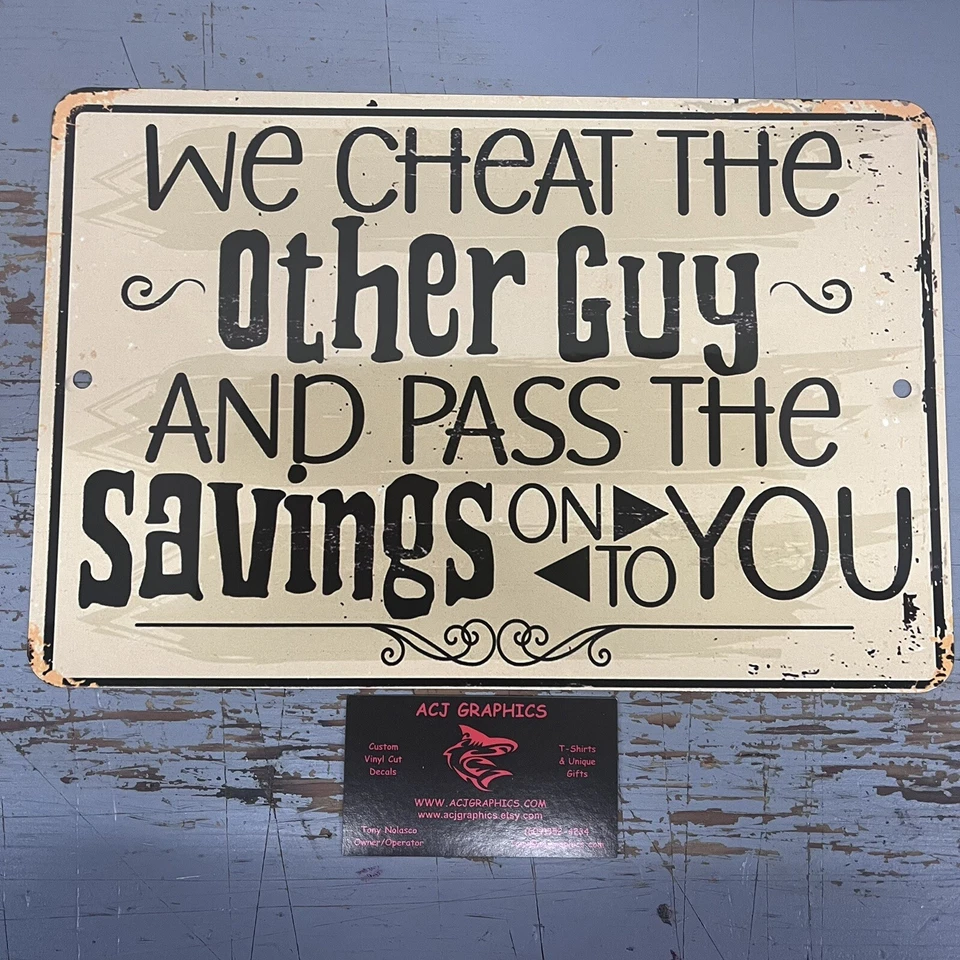 We CHeAT THe
Other Guy
AND PASS THe
Savings ON TO YOU
ACJ GRAPHICS
Custom
Vinyl Cut
Decals
T-Shirts
& Unique
Gifts
WWW.ACJGRAPHICS.COM
www.acjgraphics.etsy.com
Tony Nolasco
Owner/Operator